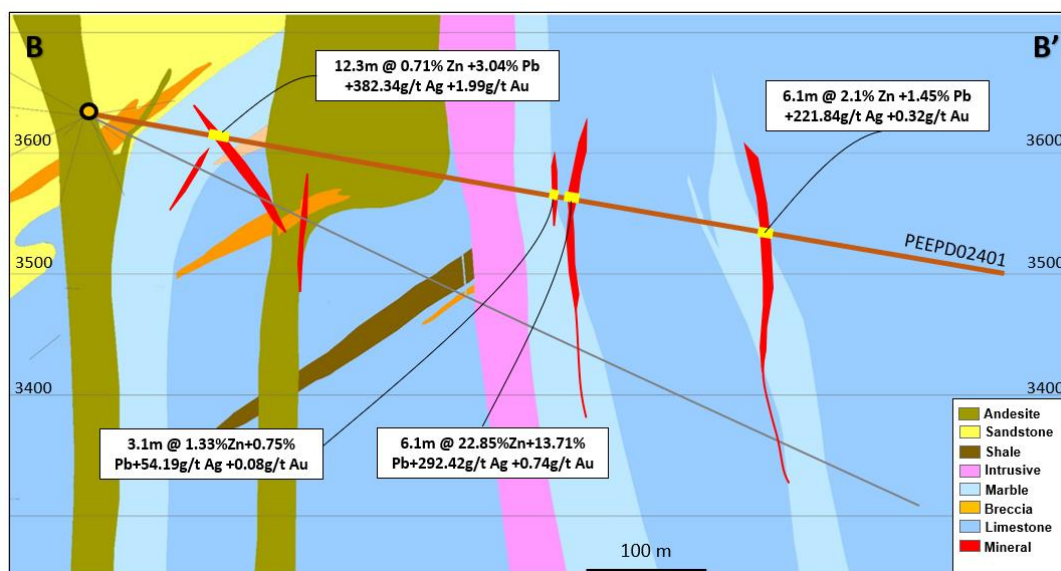 B
B'
12.3m @ 0.71% Zn +3.04% Pb
+382.34g/t Ag +1.99g/t Au
6.1m @ 2.1% Zn +1.45% Pb
+221.84g/t Ag +0.32g/t Au
3600
3600
PEEPD02401
3500
3500
3400
3400
3.1m @ 1.33%Zn+0.75%
Pb+54.19g/t Ag +0.08g/t Au
6.1m @ 22.85%Zn+13.71%
Pb+292.42g/t Ag +0.74g/t Au
100 m
Andesite
Sandstone
Shale
Intrusive
Marble
Breccia
Limestone
Mineral